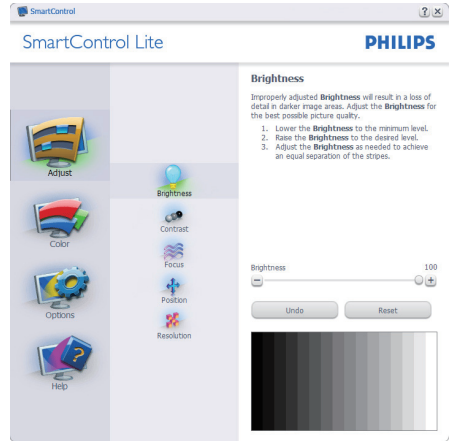 SmartControl
SmartControl Lite
PHILIPS
Adjust
Color
Options
Help
Brightness
Contrast
Focus
Position
Resolution
Brightness
Improperly adjusted Brightness will result in a loss of
detail in darker image areas. Adjust the Brightness for
the best possible picture quality.
1. Lower the Brightness to the minimum level.
2. Raise the Brightness to the desired level.
3. Adjust the Brightness as needed to achieve
an equal separation of the stripes.
Brightness 100
Undo Reset